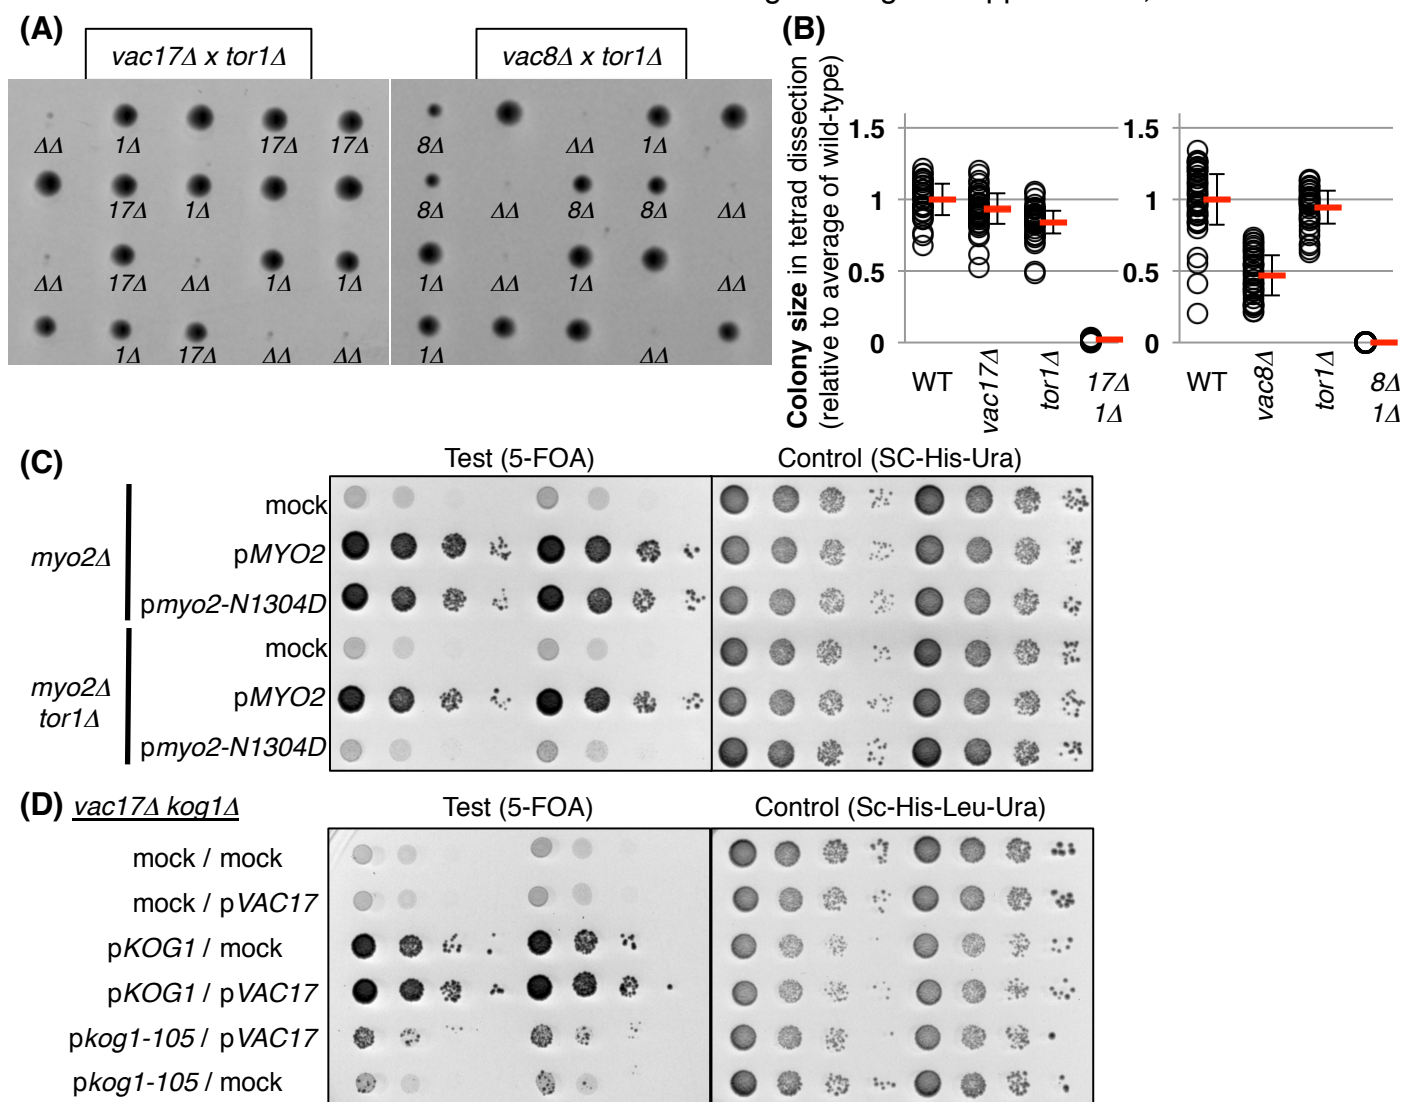 (A)
vac17Δ x tor1Δ
vac8Δ x tor1Δ
ΔΔ 1Δ 17Δ 17Δ
17Δ 1Δ
ΔΔ 17Δ ΔΔ 1Δ 1Δ
1Δ 17Δ ΔΔ ΔΔ
8Δ ΔΔ 1Δ
8Δ ΔΔ 8Δ 8Δ ΔΔ
1Δ ΔΔ 1Δ ΔΔ
1Δ ΔΔ
(B)
Colony size in tetrad dissection
(relative to average of wild-type)
1.5
1
0.5
0
WT vac17Δ tor1Δ 17Δ
1Δ
1.5
1
0.5
0
WT vac8Δ tor1Δ 8Δ
1Δ
(C)
Test (5-FOA)
Control (SC-His-Ura)
myo2Δ
mock
pMYO2
pmyo2-N1304D
myo2Δ
tor1Δ
mock
pMYO2
pmyo2-N1304D
(D) vac17Δ kog1Δ
Test (5-FOA)
Control (Sc-His-Leu-Ura)
mock / mock
mock / pVAC17
pKOG1 / mock
pKOG1 / pVAC17
pkog1-105 / pVAC17
pkog1-105 / mock